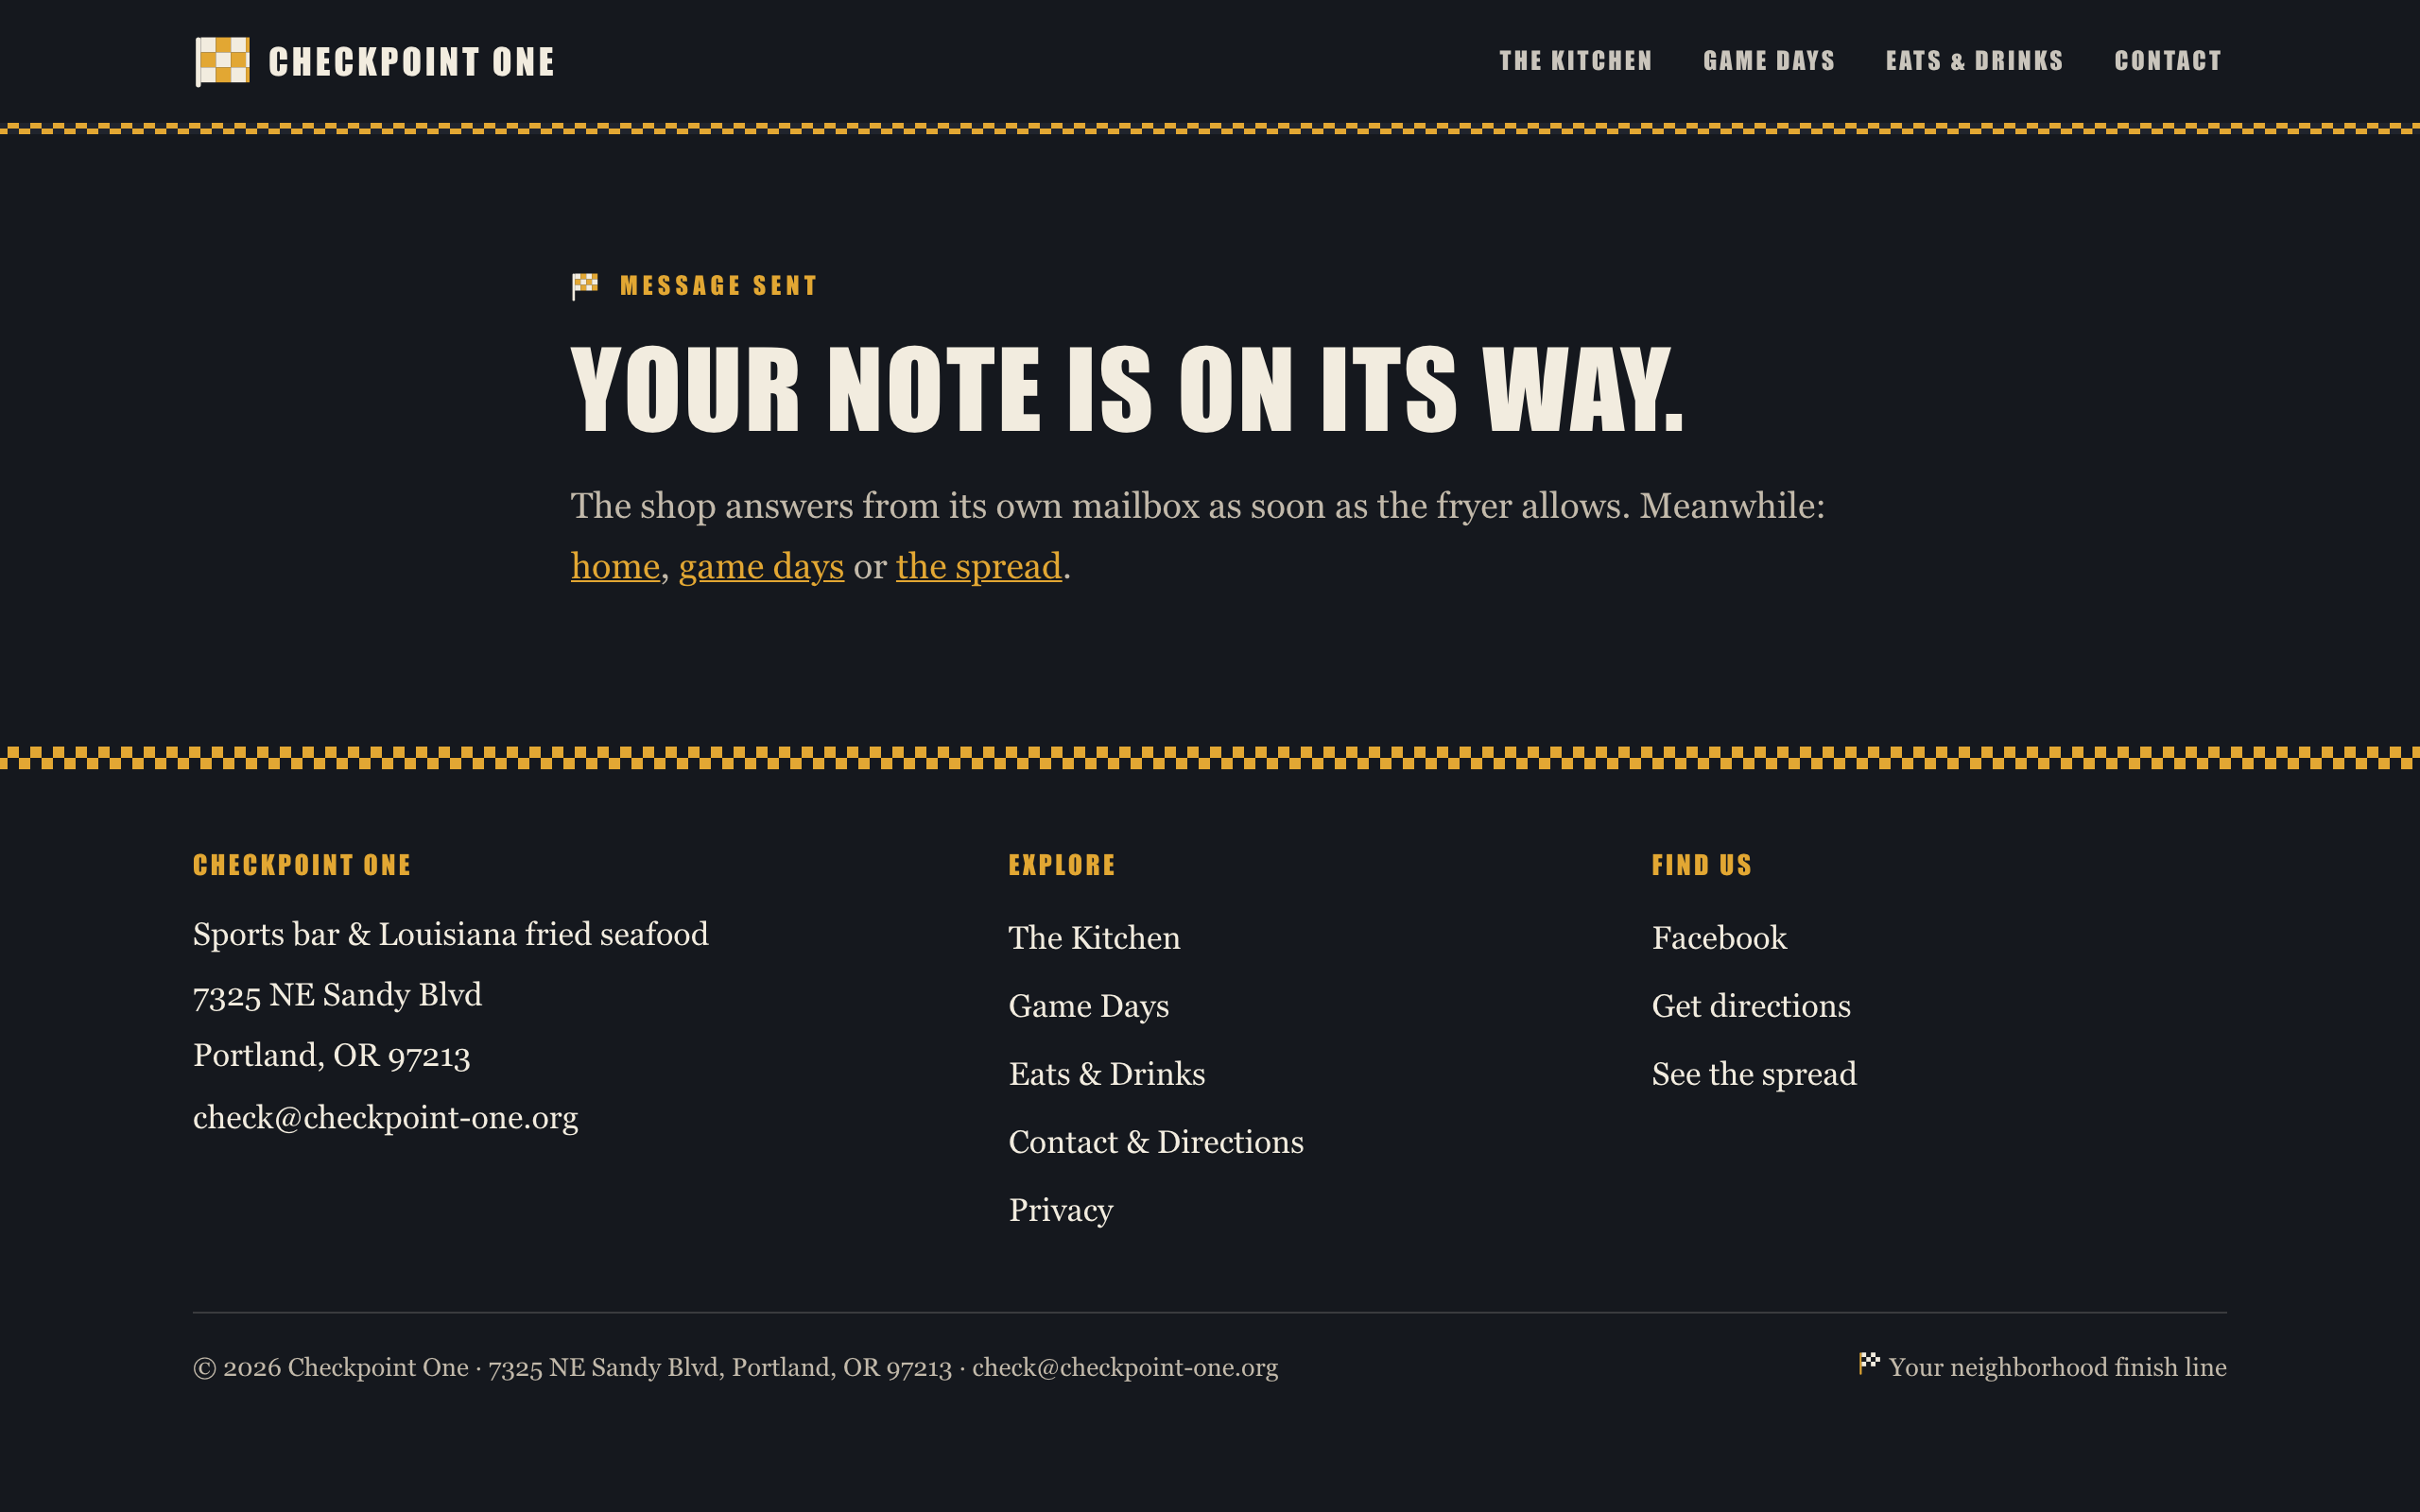 CHECKPOINT ONE
THE KITCHEN GAME DAYS EATS & DRINKS CONTACT
MESSAGE SENT
YOUR NOTE IS ON ITS WAY.
The shop answers from its own mailbox as soon as the fryer allows. Meanwhile:
home, game days or the spread.
CHECKPOINT ONE
Sports bar & Louisiana fried seafood
7325 NE Sandy Blvd
Portland, OR 97213
check@checkpoint-one.org
EXPLORE
The Kitchen
Game Days
Eats & Drinks
Contact & Directions
Privacy
FIND US
Facebook
Get directions
See the spread
© 2026 Checkpoint One · 7325 NE Sandy Blvd, Portland, OR 97213 · check@checkpoint-one.org
Your neighborhood finish line